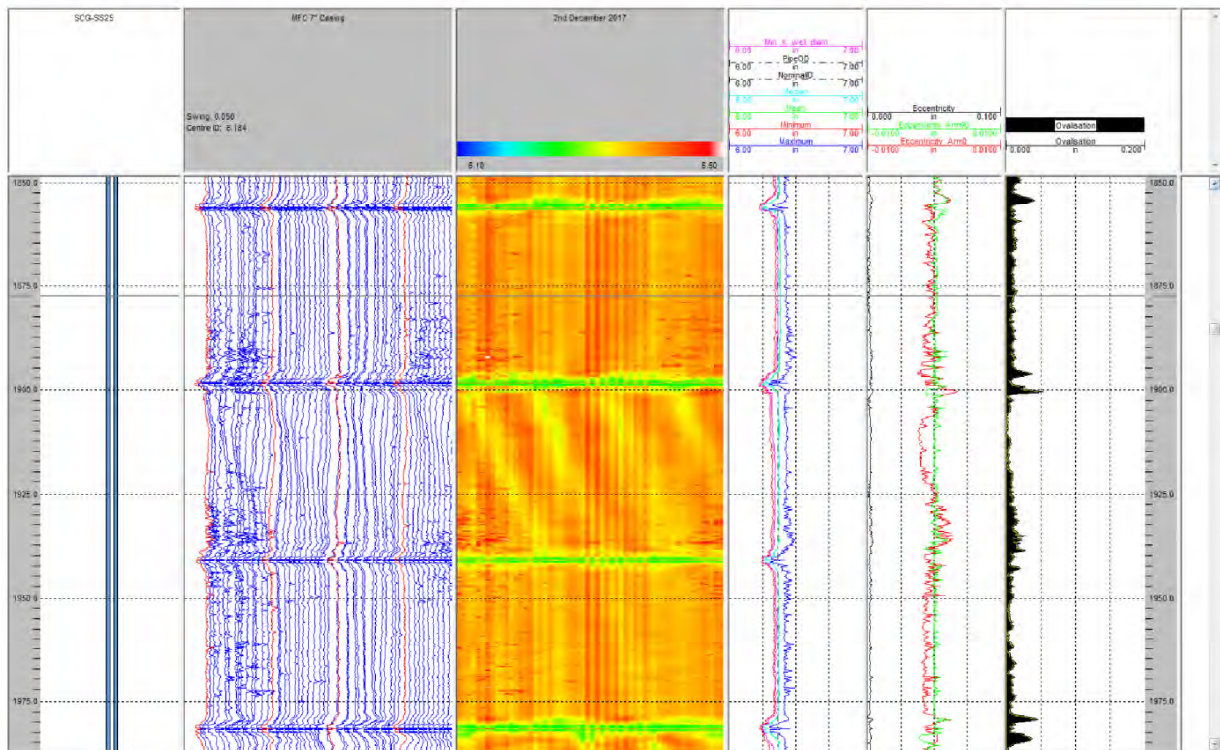 SCG-SS25
MFC 7" Casing
2nd December 2017
Swing: 0.050
Centre ID: 6.184
6.00 in 7.00
PipeOD
6.00 in 7.00
NominalID
6.00 in 7.00
Median
6.00 in 7.00
Mean
6.00 in 7.00
Minimum
6.00 in 7.00
Maximum
6.00 in 7.00
Eccentricity
0.000 in 0.100
-0.0100 in 0.0100
-0.0100 in 0.0100
Ovalisation
Ovalisation
0.000 in 0.200
1850.0 1850.0
1875.0 1875.0
1900.0 1900.0
1925.0 1925.0
1950.0 1950.0
1975.0 1975.0